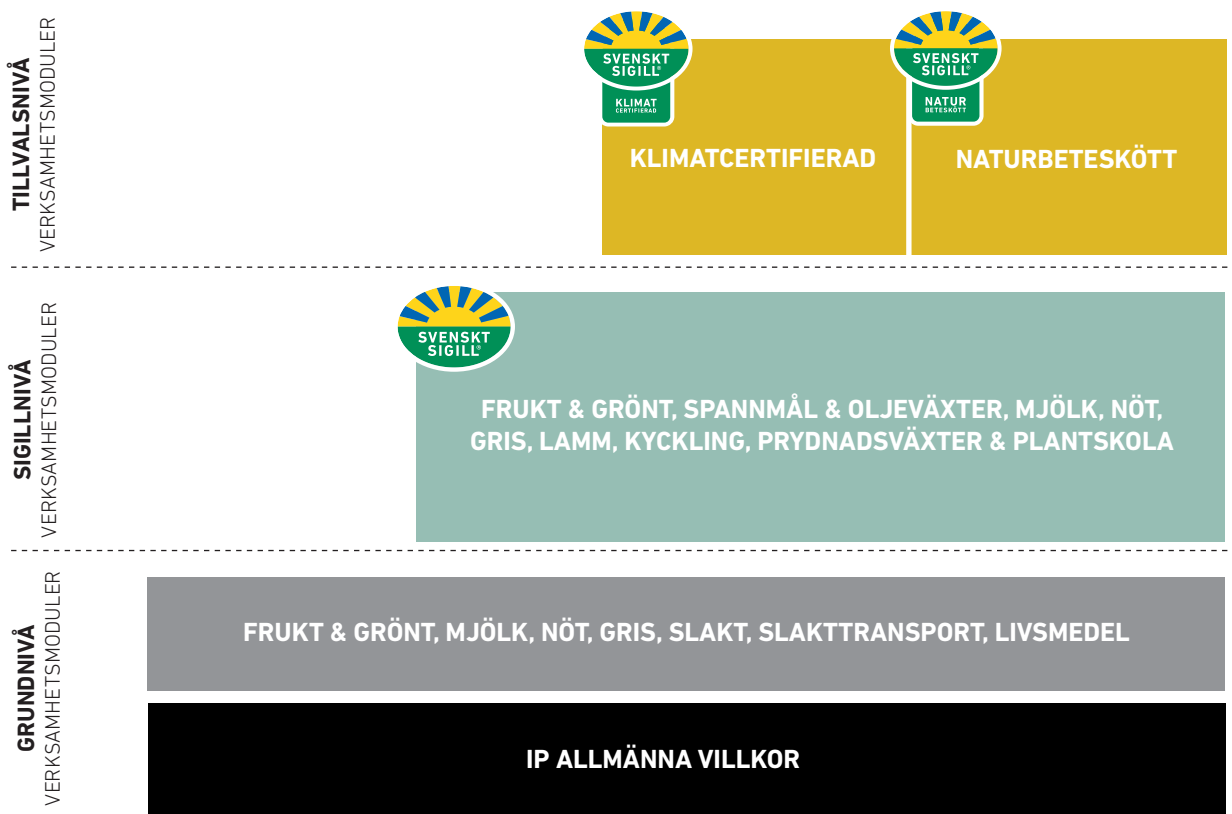 TILLVALSNIVÅ
VERKSAMHETSMODULER
SVENSKT
SIGILL®
KLIMAT
CERTIFIERAD
KLIMATCERTIFIERAD
SVENSKT
SIGILL®
NATUR
BETESKÖTT
NATURBETESKÖTT
SIGILLNIVÅ
VERKSAMHETSMODULER
SVENSKT
SIGILL®
FRUKT & GRÖNT, SPANNMÅL & OLJEVÄXTER, MJÖLK, NÖT,
GRIS, LAMM, KYCKLING, PRYDNADSVÄXTER & PLANTSKOLA
GRUNDNIVÅ
VERKSAMHETSMODULER
FRUKT & GRÖNT, MJÖLK, NÖT, GRIS, SLAKT, SLAKTTRANSPORT, LIVSMEDEL
IP ALLMÄNNA VILLKOR